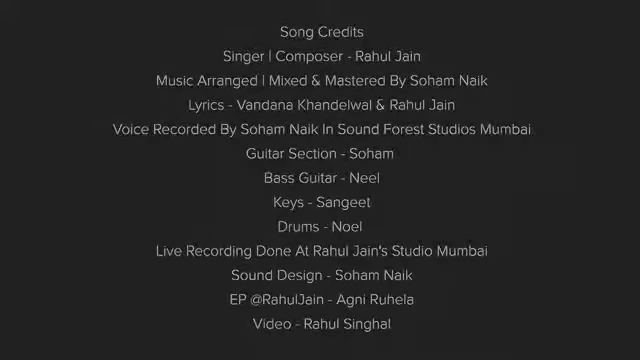 Song Credits
Singer | Composer - Rahul Jain
Music Arranged | Mixed & Mastered By Soham Naik
Lyrics - Vandana Khandelwal & Rahul Jain
Voice Recorded By Soham Naik In Sound Forest Studios Mumbai
Guitar Section - Soham
Bass Guitar - Neel
Keys - Sangeet
Drums - Noel
Live Recording Done At Rahul Jain's Studio Mumbai
Sound Design - Soham Naik
EP @RahulJain - Agni Ruhela
Video - Rahul Singhal